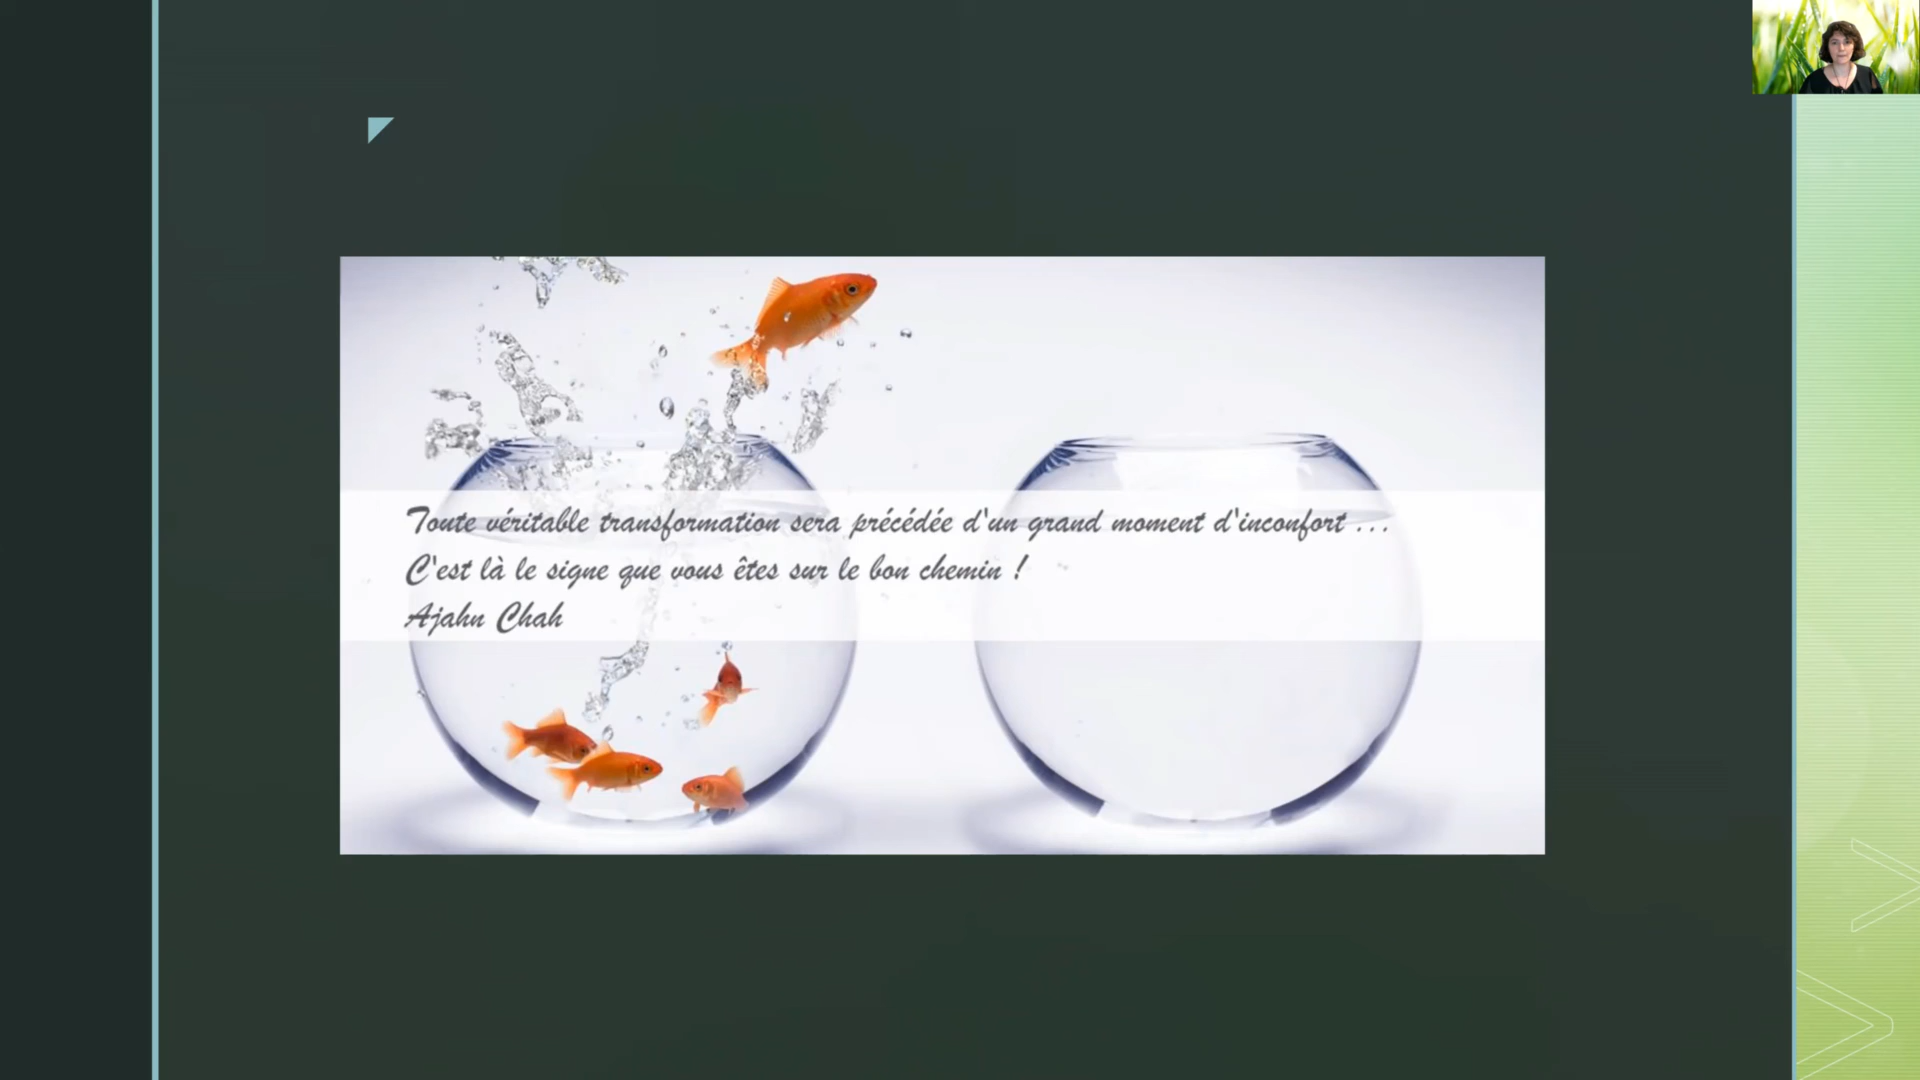 Toute véritable transformation sera précédée d'un grand moment d'inconfort ...
C'est là le signe que vous êtes sur le bon chemin !
Ajahn Chah